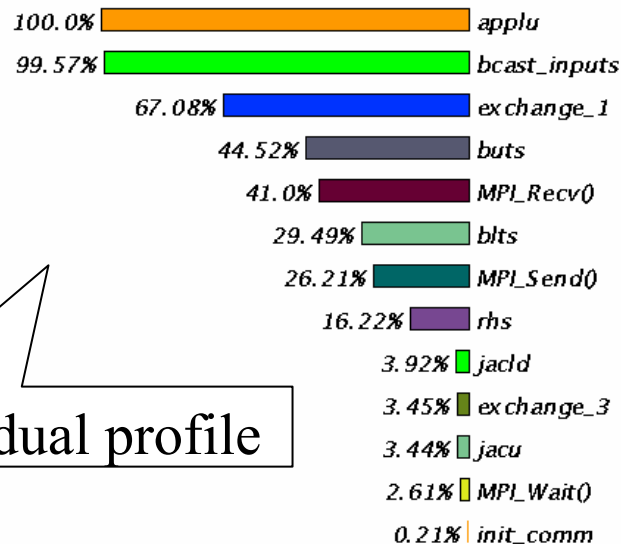 100.0% applu
99.57% bcast_inputs
67.08% exchange_1
44.52% buts
41.0% MPI_Recv()
29.49% blts
26.21% MPI_Send()
16.22% rhs
3.92% jacld
3.45% exchange_3
dual profile
3.44% jacu
2.61% MPI_Wait()
0.21% init_comm